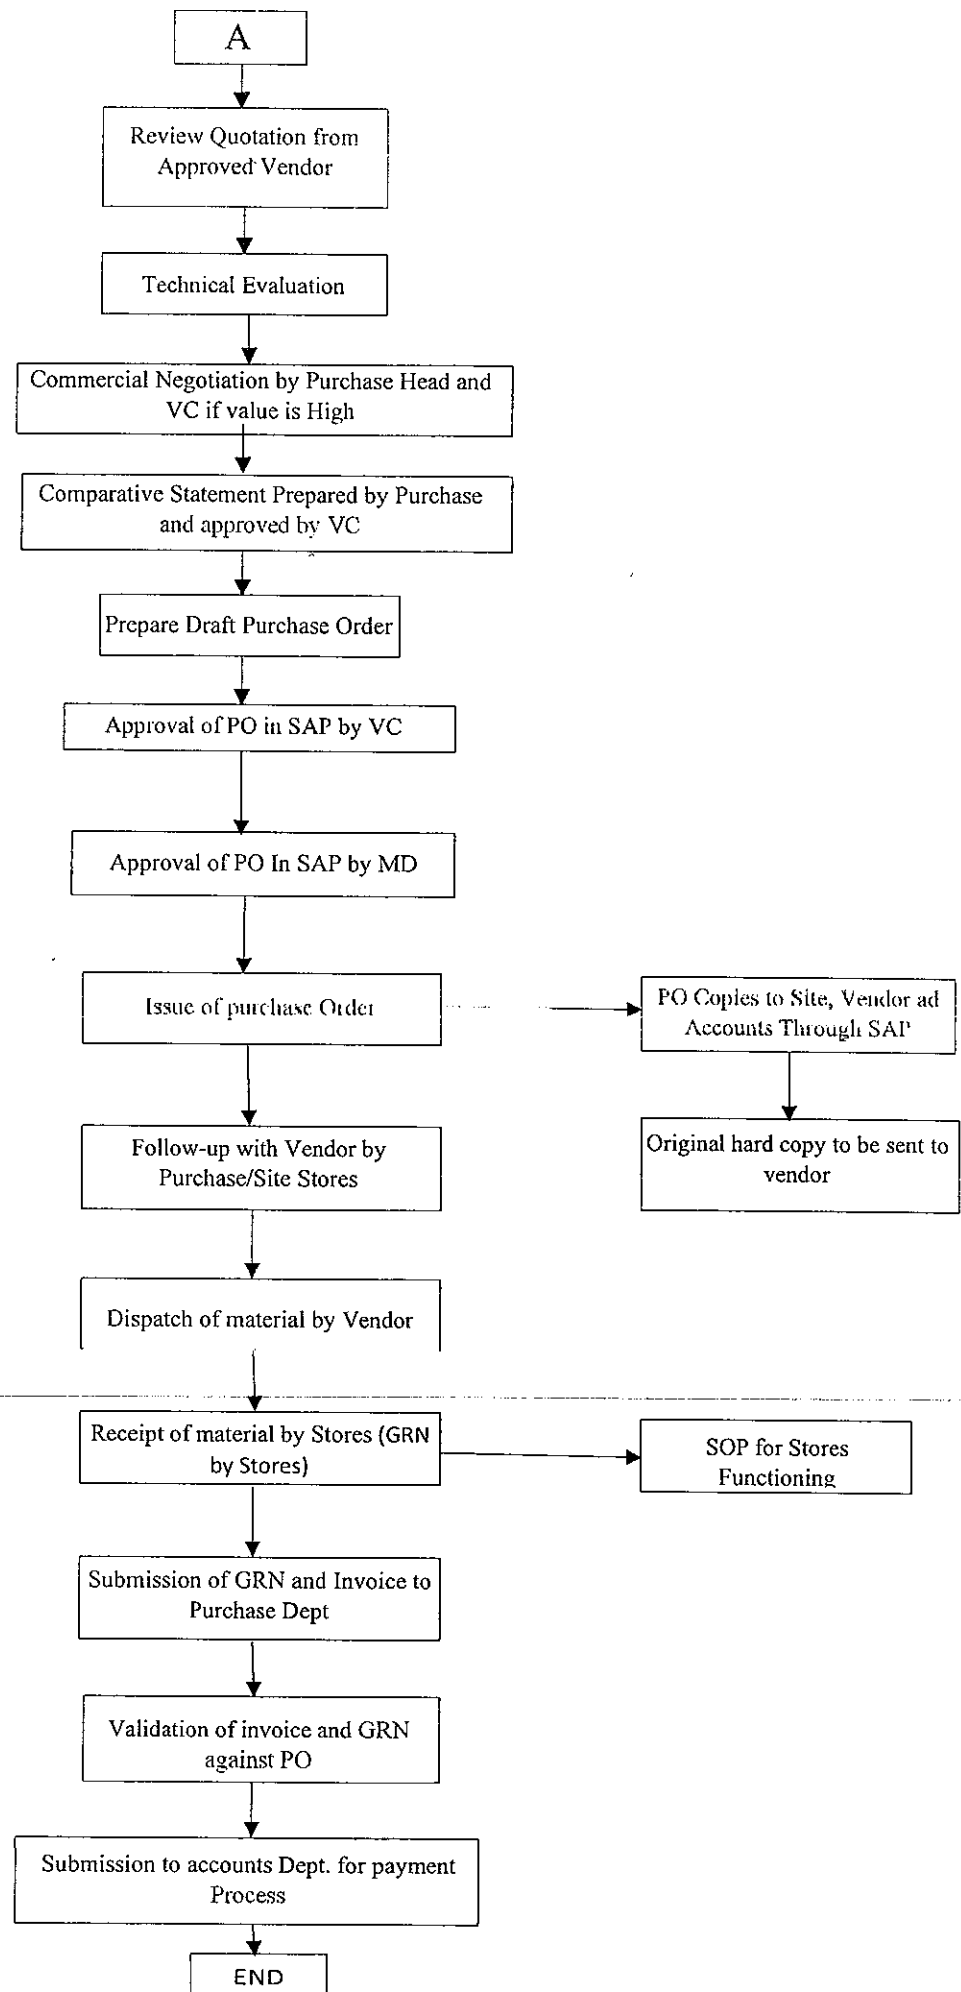 A
Review Quotation from
Approved Vendor
Technical Evaluation
Commercial Negotiation by Purchase Head and
VC if value is High
Comparative Statement Prepared by Purchase
and approved by VC
Prepare Draft Purchase Order
Approval of PO in SAP by VC
Approval of PO In SAP by MD
Issue of purchase Order
PO Copies to Site, Vendor ad
Accounts Through SAP
Follow-up with Vendor by
Purchase/Site Stores
Original hard copy to be sent to
vendor
Dispatch of material by Vendor
Receipt of material by Stores (GRN
by Stores)
SOP for Stores
Functioning
Submission of GRN and Invoice to
Purchase Dept
Validation of invoice and GRN
against PO
Submission to accounts Dept. for payment
Process
END